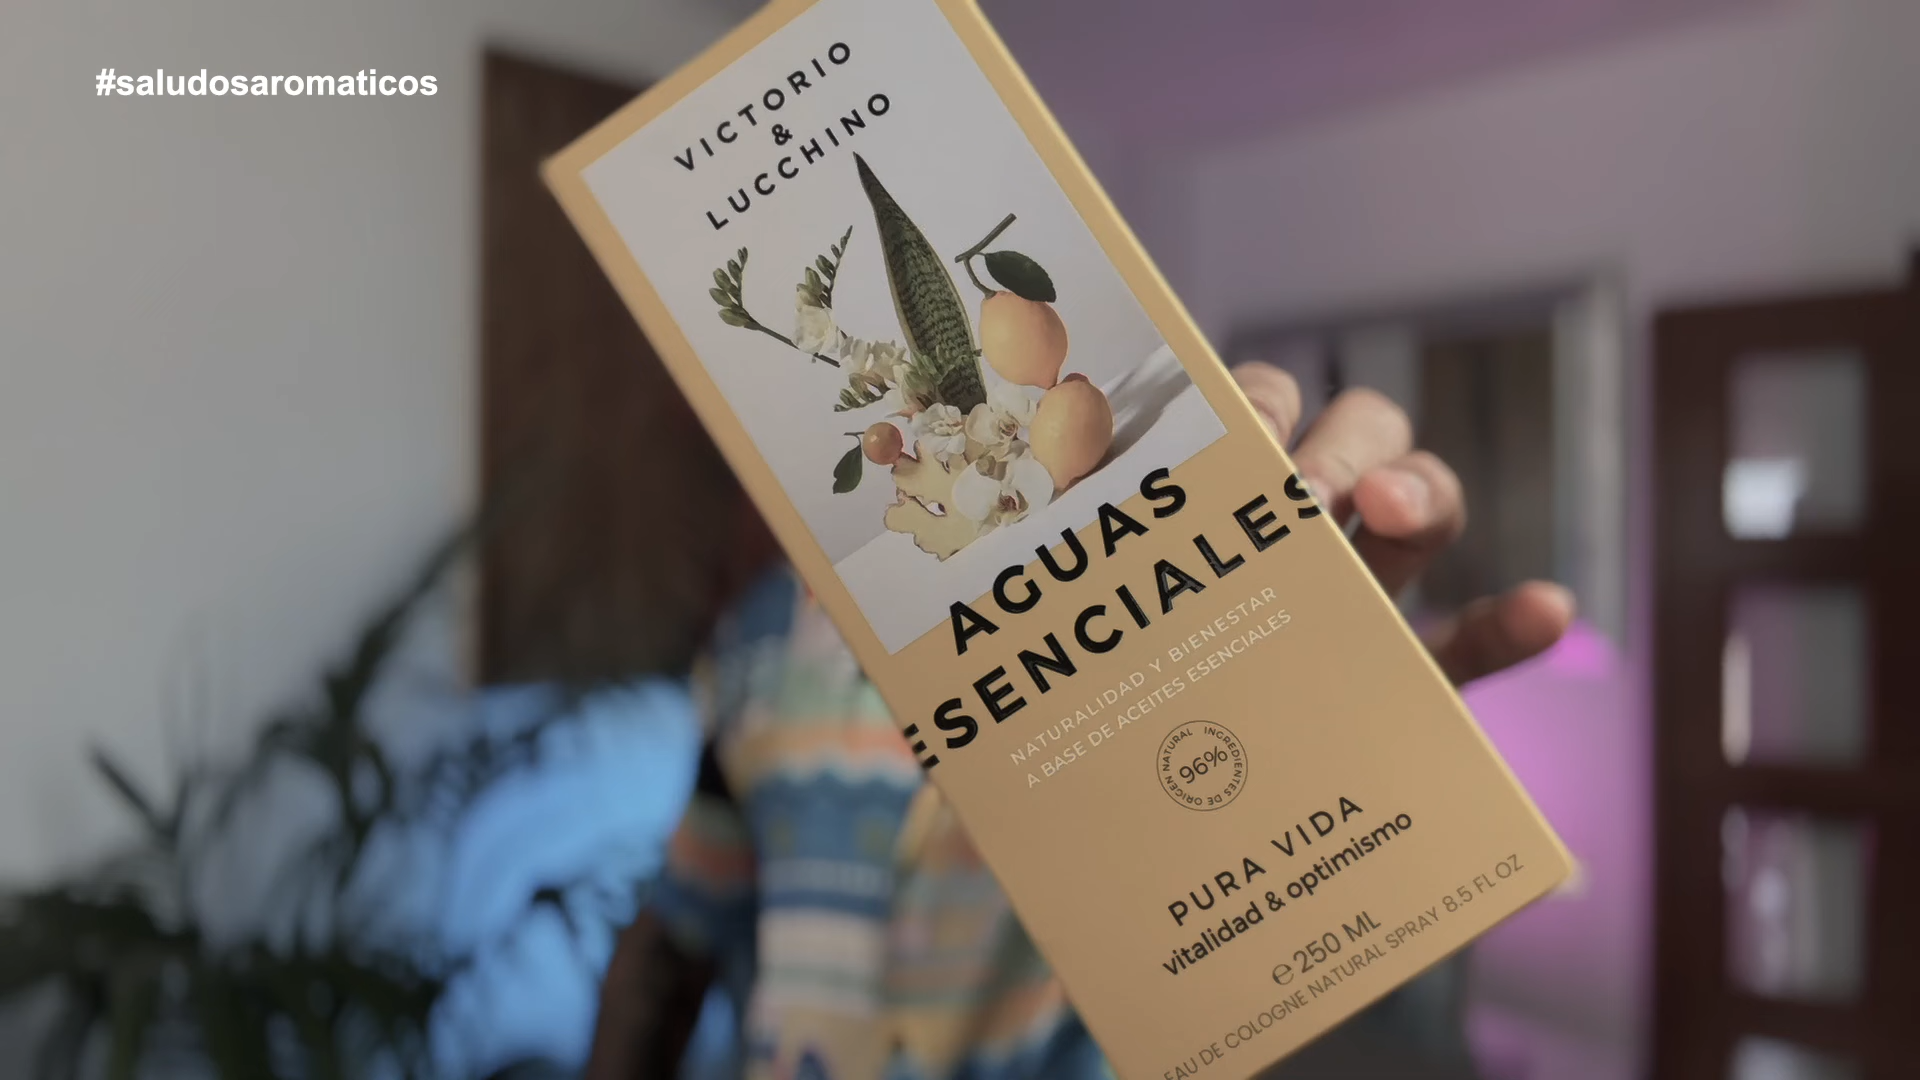 #saludosaromaticos
VICTORIO
&
LUCCHINO
AGUAS
ESENCIALES
NATURALIDAD Y BIENESTAR
A BASE DE ACEITES ESENCIALES
INGREDIENTES DE ORIGEN NATURAL
96%
PURA VIDA
vitalidad & optimismo
℮250 ML
EAU DE COLOGNE NATURAL SPRAY 8.5 FL OZ